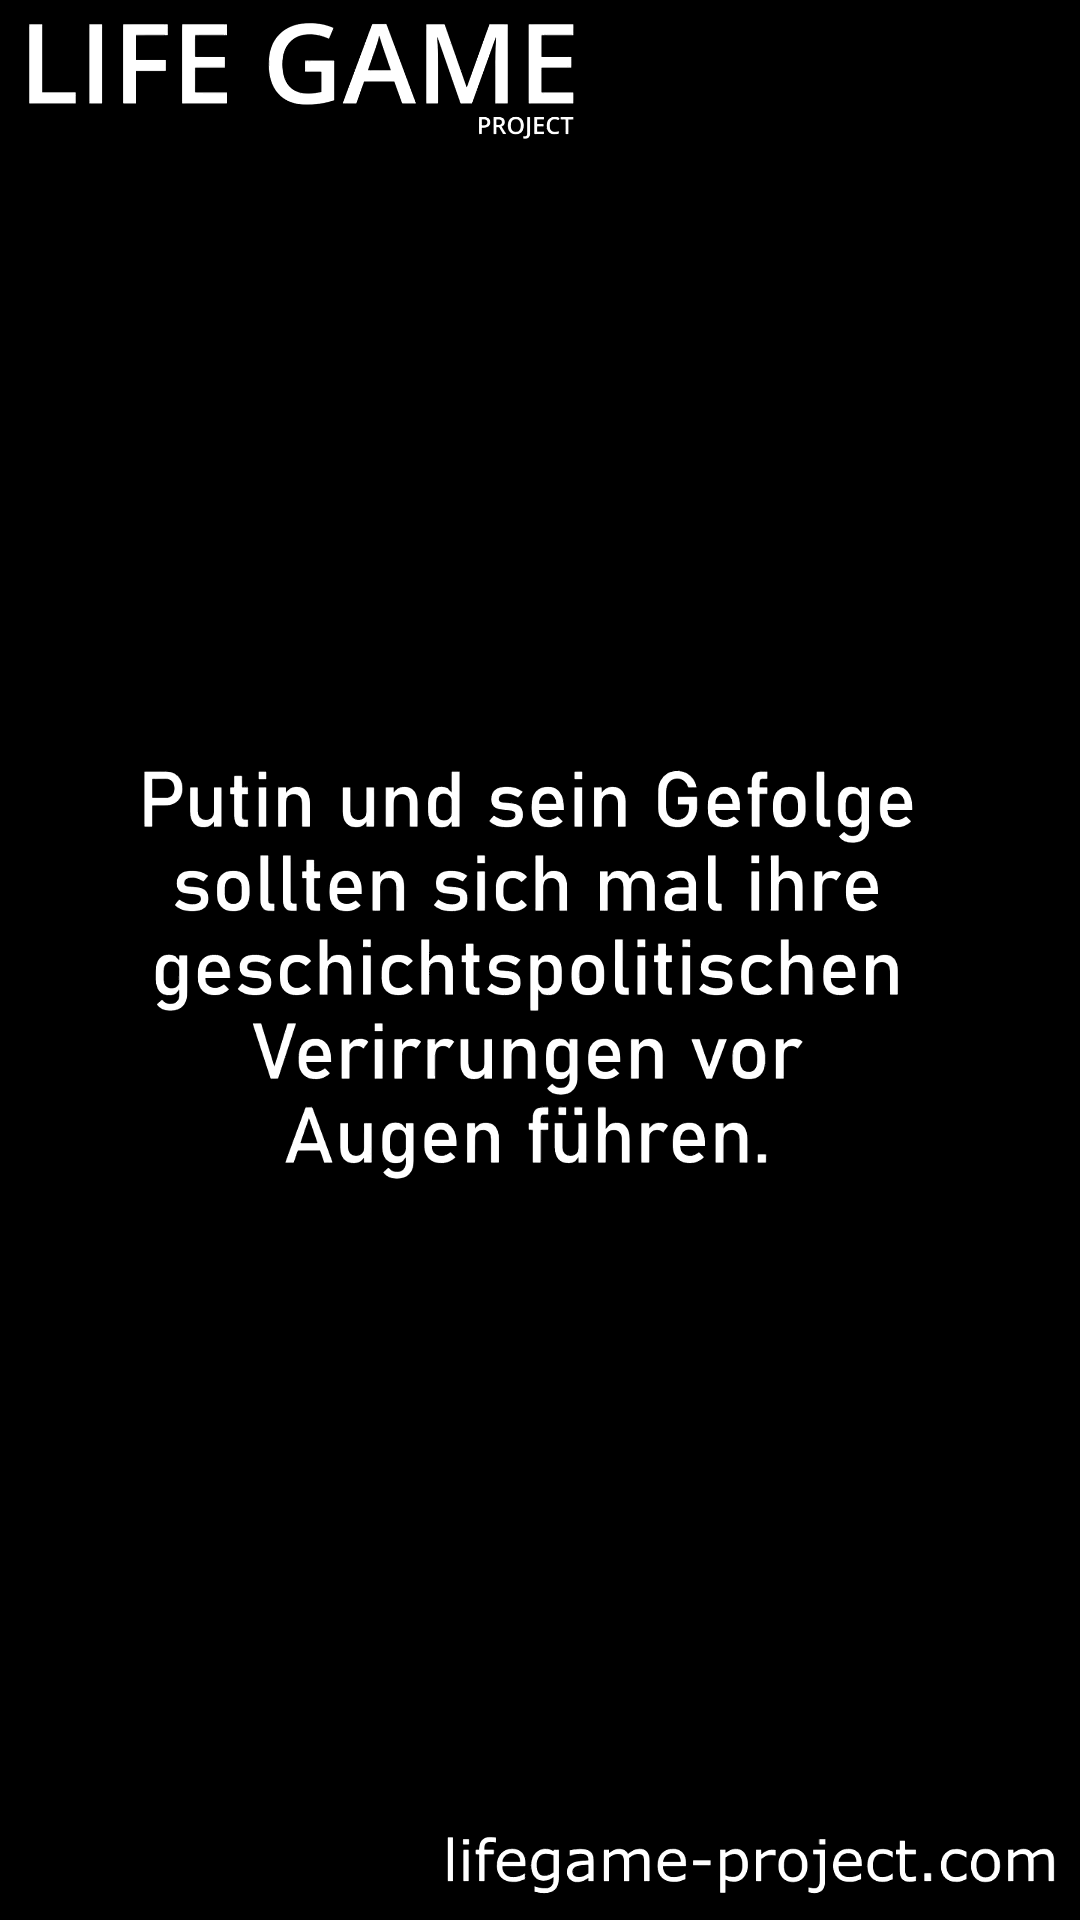 LIFE GAME
PROJECT
Putin und sein Gefolge
sollten sich mal ihre
geschichtspolitischen
Verirrungen vor
Augen führen.
lifegame-project.com